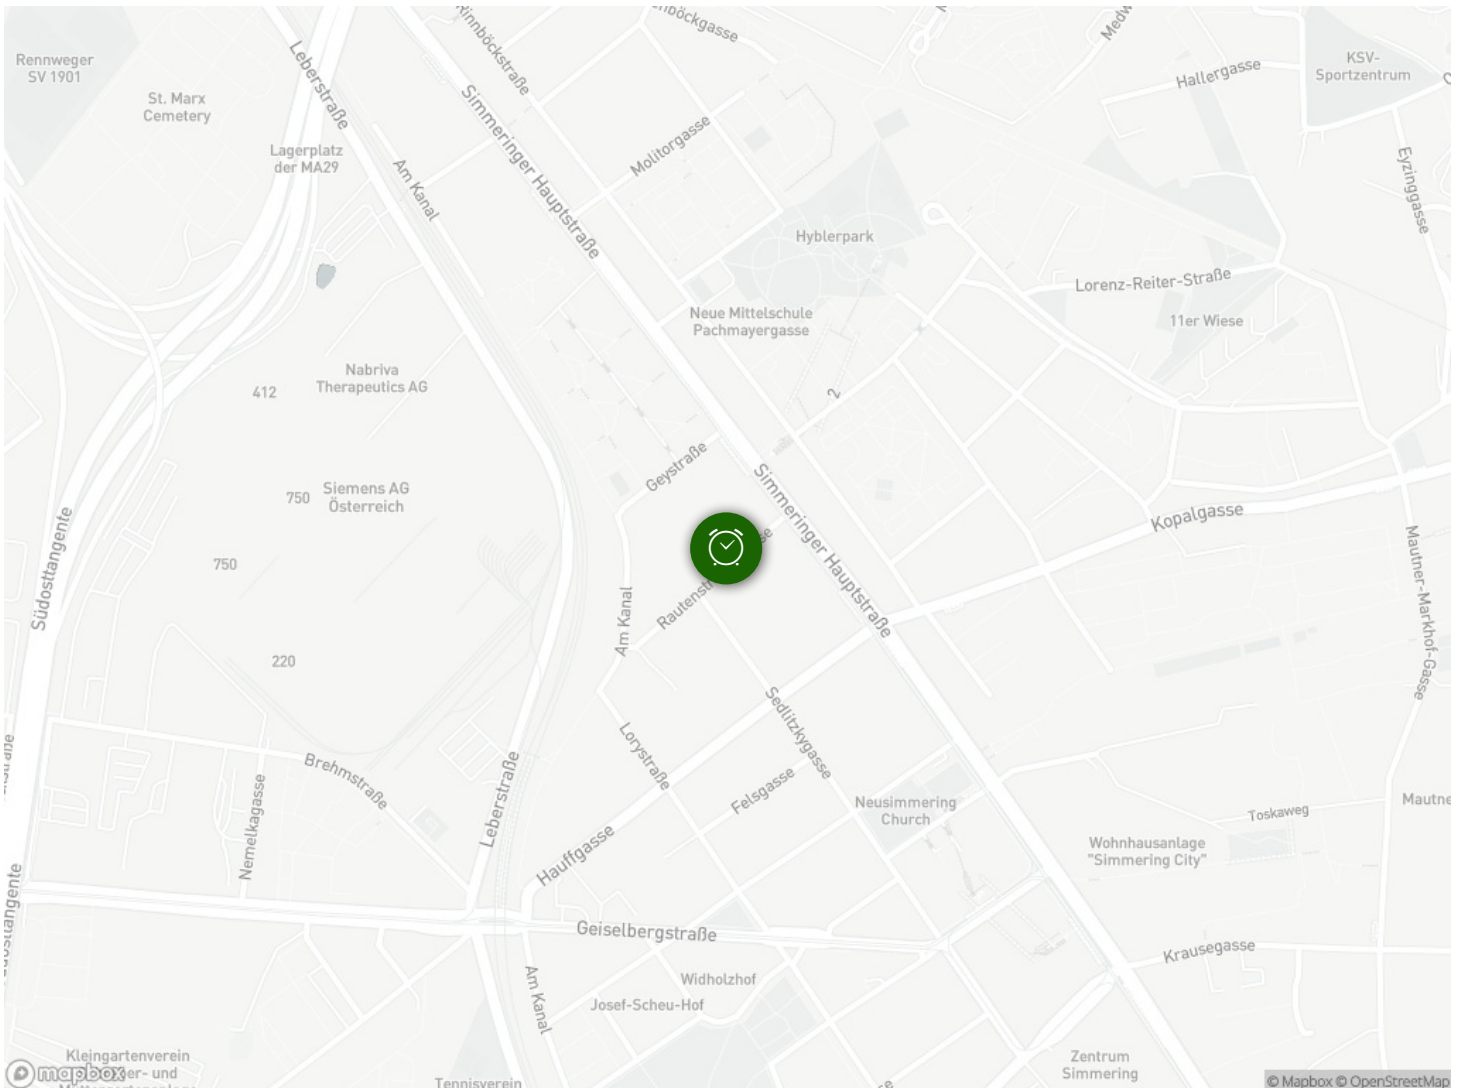 Rennweger
SV 1901
St. Marx
Cemetery
Lagerplatz
der MA29
Leberstraße
Am Kanal
Rinnböckstraße
Simmeringer Hauptstraße
Molitorgasse
Hyblerpark
Hallergasse
KSV-
Sportzentrum
Eyzinggasse
Lorenz-Reiter-Straße
11er Wiese
Neue Mittelschule
Pachmayergasse
Nabriva
Therapeutics AG
412
2
Geystraße
750
Siemens AG
Österreich
750
220
Südosttangente
Simmeringer Hauptstraße
Kopalgasse
Mautner-Markhof-Gasse
Am Kanal
Sedlitzkygasse
Lorystraße
Felsgasse
Brehmstraße
Nemelkagasse
Leberstraße
Hauffgasse
Neusimmering
Church
Toskaweg
Mautne
Wohnhausanlage
"Simmering City"
Geiselbergstraße
Krausegasse
Am Kanal
Widholzhof
Josef-Scheu-Hof
Kleingartenverein
Zentrum
Simmering
Tennisverein
mapbox
© Mapbox © OpenStreetMap